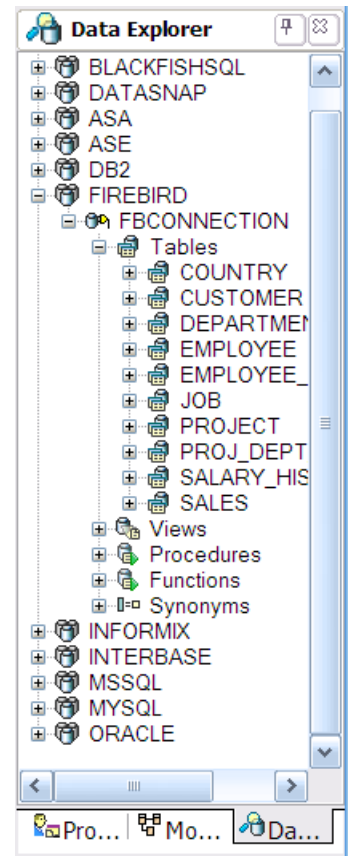 Data Explorer
BLACKFISHSQL
DATASNAP
ASA
ASE
DB2
FIREBIRD
FBCONNECTION
Tables
COUNTRY
CUSTOMER
DEPARTMEN
EMPLOYEE
EMPLOYEE_
JOB
PROJECT
PROJ_DEPT
SALARY_HIS
SALES
Views
Procedures
Functions
Synonyms
INFORMIX
INTERBASE
MSSQL
MYSQL
ORACLE
Pro... Mo... Da...